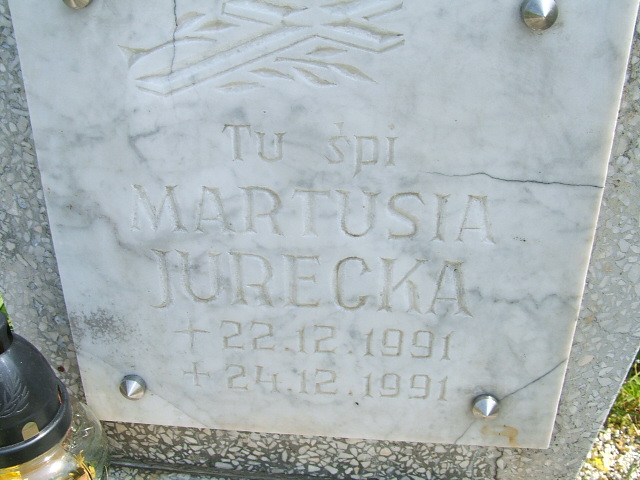 Tu śpi
MARTUSIA
JURECKA
+ 22.12.1991
+ 24.12.1991